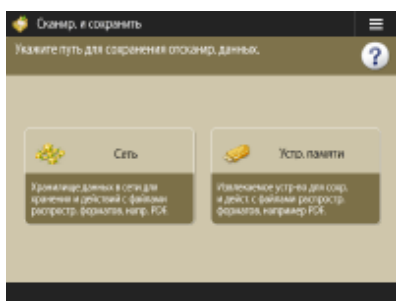 Сканир. и сохранить
Укажите путь для сохранения отсканир. данных.
?
Сеть
Устр. памяти
Хранилище данных в сети для
хранения и действий с файлами
распростр. форматов, напр. PDF.
Извлекаемое устр-во для сохр.
и дейст. с файлами распростр.
форматов, например PDF.